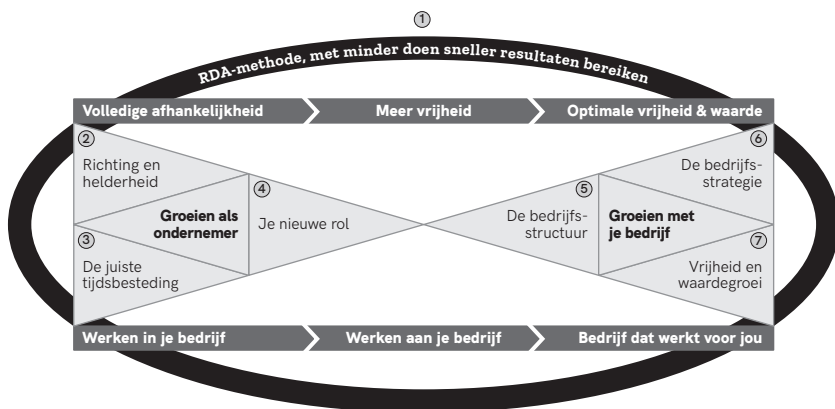 1
RDA-methode, met minder doen sneller resultaten bereiken
Volledige afhankelijkheid
Meer vrijheid
Optimale vrijheid & waarde
2
Richting en
helderheid
Groeien als
ondernemer
3
De juiste
tijdsbesteding
4
Je nieuwe rol
5
De bedrijfs-
structuur
Groeien met
je bedrijf
6
De bedrijfs-
strategie
7
Vrijheid en
waardegroei
Werken in je bedrijf
Werken aan je bedrijf
Bedrijf dat werkt voor jou